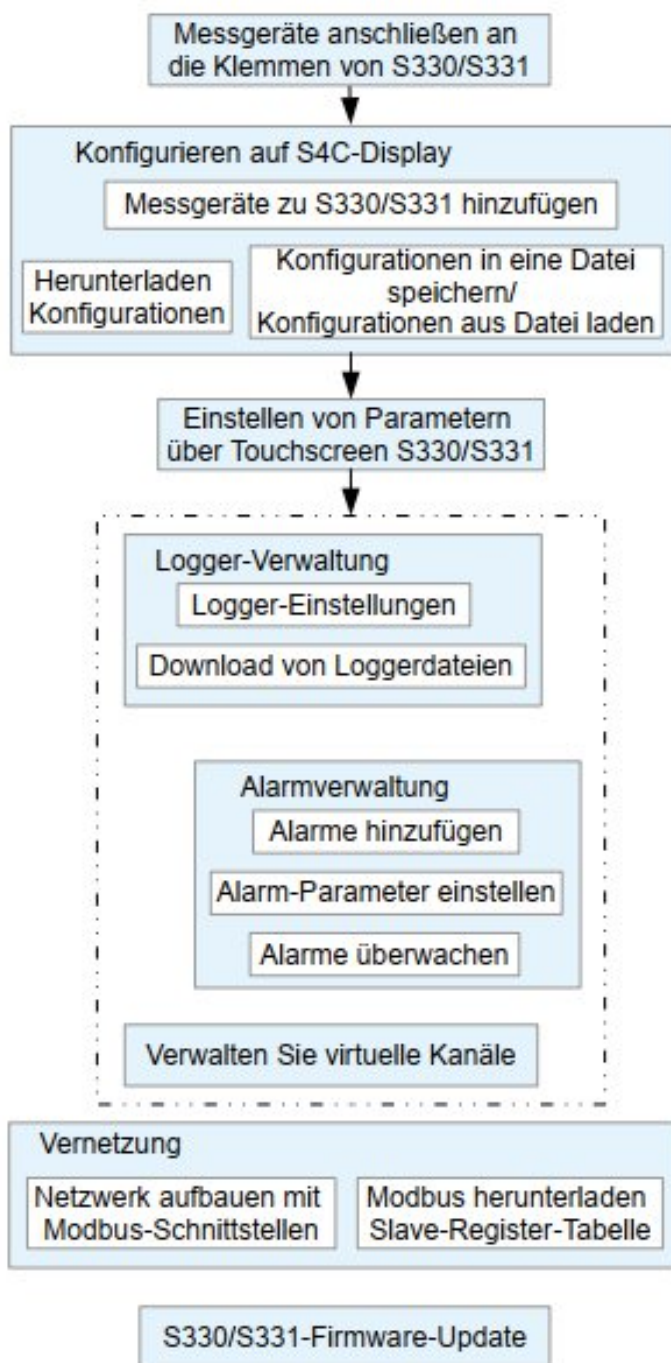 Messgeräte anschließen an
die Klemmen von S330/S331
Konfigurieren auf S4C-Display
Messgeräte zu S330/S331 hinzufügen
Herunterladen
Konfigurationen
Konfigurationen in eine Datei
speichern/
Konfigurationen aus Datei laden
Einstellen von Parametern
über Touchscreen S330/S331
Logger-Verwaltung
Logger-Einstellungen
Download von Loggerdateien
Alarmverwaltung
Alarme hinzufügen
Alarm-Parameter einstellen
Alarme überwachen
Verwalten Sie virtuelle Kanäle
Vernetzung
Netzwerk aufbauen mit
Modbus-Schnittstellen
Modbus herunterladen
Slave-Register-Tabelle
S330/S331-Firmware-Update